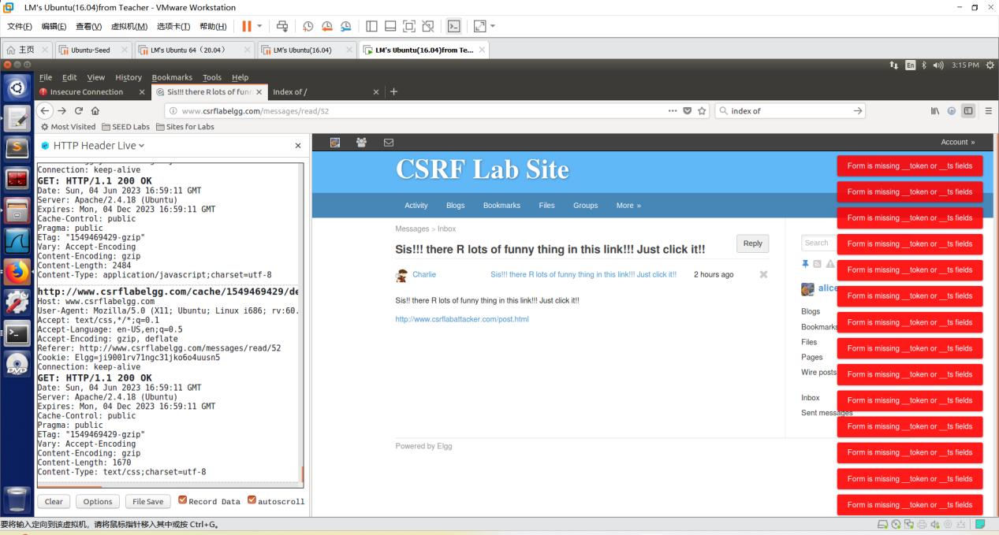 LM's Ubuntu(16.04)from Teacher - VMware Workstation
文件(F) 编辑(E) 查看(V) 虚拟机(M) 选项卡(T) 帮助(H)
主页 Ubuntu-Seed LM's Ubuntu 64（20.04） LM's Ubuntu(16.04) LM's Ubuntu(16.04)from Te...
En 3:15 PM
File Edit View History Bookmarks Tools Help
Insecure Connection Sis!!! there R lots of funn Index of /
www.csrflabelgg.com/messages/read/52 index of
Most Visited SEED Labs Sites for Labs
HTTP Header Live
Connection: keep-alive
GET: HTTP/1.1 200 OK
Date: Sun, 04 Jun 2023 16:59:11 GMT
Server: Apache/2.4.18 (Ubuntu)
Expires: Mon, 04 Dec 2023 16:59:11 GMT
Cache-Control: public
Pragma: public
ETag: "1549469429-gzip"
Vary: Accept-Encoding
Content-Encoding: gzip
Content-Length: 2484
Content-Type: application/javascript;charset=utf-8
http://www.csrflabelgg.com/cache/1549469429/de
Host: www.csrflabelgg.com
User-Agent: Mozilla/5.0 (X11; Ubuntu; Linux i686; rv:60.
Accept: text/css,*/*;q=0.1
Accept-Language: en-US,en;q=0.5
Accept-Encoding: gzip, deflate
Referer: http://www.csrflabelgg.com/messages/read/52
Cookie: Elgg=ji9001rv71ngc31jko6o4uusn5
Connection: keep-alive
GET: HTTP/1.1 200 OK
Date: Sun, 04 Jun 2023 16:59:11 GMT
Server: Apache/2.4.18 (Ubuntu)
Expires: Mon, 04 Dec 2023 16:59:11 GMT
Cache-Control: public
Pragma: public
ETag: "1549469429-gzip"
Vary: Accept-Encoding
Content-Encoding: gzip
Content-Length: 1670
Content-Type: text/css;charset=utf-8
Clear Options File Save Record Data autoscroll
Account »
CSRF Lab Site
Activity Blogs Bookmarks Files Groups More »
Messages > Inbox
Reply
Sis!!! there R lots of funny thing in this link!!! Just click it!!
Charlie Sis!!! there R lots of funny thing in this link!!! Just click it!! 2 hours ago
Sis!! there R lots of funny thing in this link!!! Just click it!!
http://www.csrflabattacker.com/post.html
Powered by Elgg
Search
alice
Blogs
Bookmarks
Files
Pages
Wire posts
Inbox
Sent messages
Form is missing __token or __ts fields
Form is missing __token or __ts fields
Form is missing __token or __ts fields
Form is missing __token or __ts fields
Form is missing __token or __ts fields
Form is missing __token or __ts fields
Form is missing __token or __ts fields
Form is missing __token or __ts fields
Form is missing __token or __ts fields
Form is missing __token or __ts fields
Form is missing __token or __ts fields
Form is missing __token or __ts fields
Form is missing __token or __ts fields
Form is missing __token or __ts fields
要将输入定向到该虚拟机，请将鼠标指针移入其中或按 Ctrl+G。